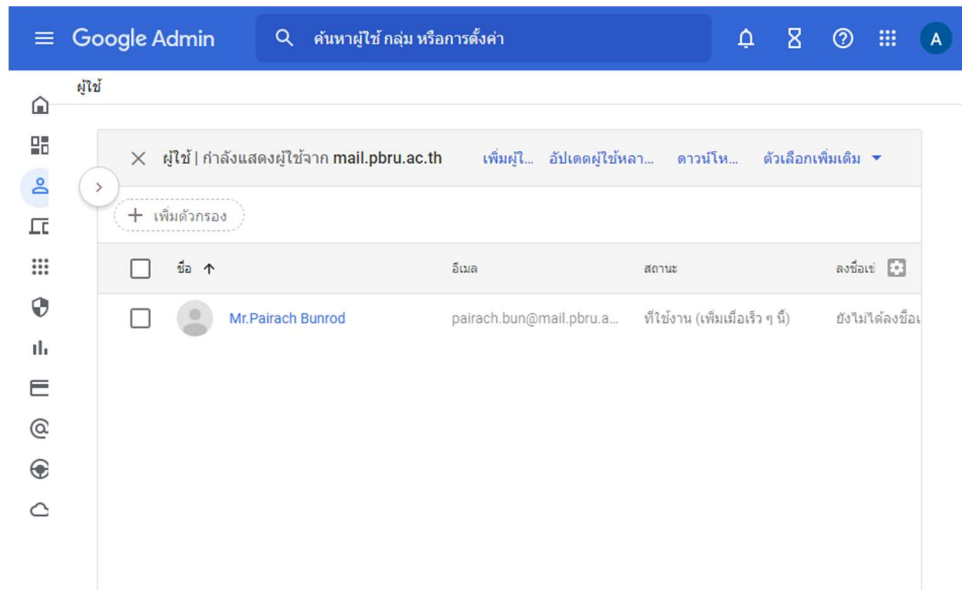 Google Admin
ค้นหาผู้ใช้ กลุ่ม หรือการตั้งค่า
A
ผู้ใช้
ผู้ใช้ | กำลังแสดงผู้ใช้จาก mail.pbru.ac.th เพิ่มผู้ใ... อัปเดตผู้ใช้หลา... ดาวน์โห... ตัวเลือกเพิ่มเติม
+ เพิ่มตัวกรอง
ชื่อ อีเมล สถานะ ลงชื่อเข้
Mr.Pairach Bunrod pairach.bun@mail.pbru.a... ที่ใช้งาน (เพิ่มเมื่อเร็ว ๆ นี้) ยังไม่ได้ลงชื่อเ